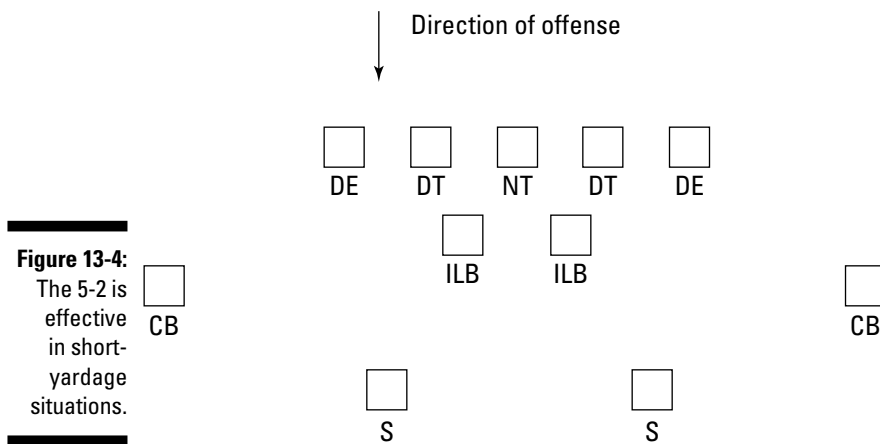 Direction of offense
DE DT NT DT DE
ILB ILB
Figure 13-4:
The 5-2 is
effective
in short-
yardage
situations.
CB CB
S S